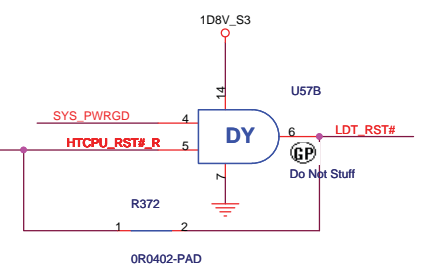 1D8V_S3
14
U57B
SYS_PWRGD
4
HTCPU_RST#_R
5
DY
6
LDT_RST#
GP
Do Not Stuff
7
R372
1
2
0R0402-PAD